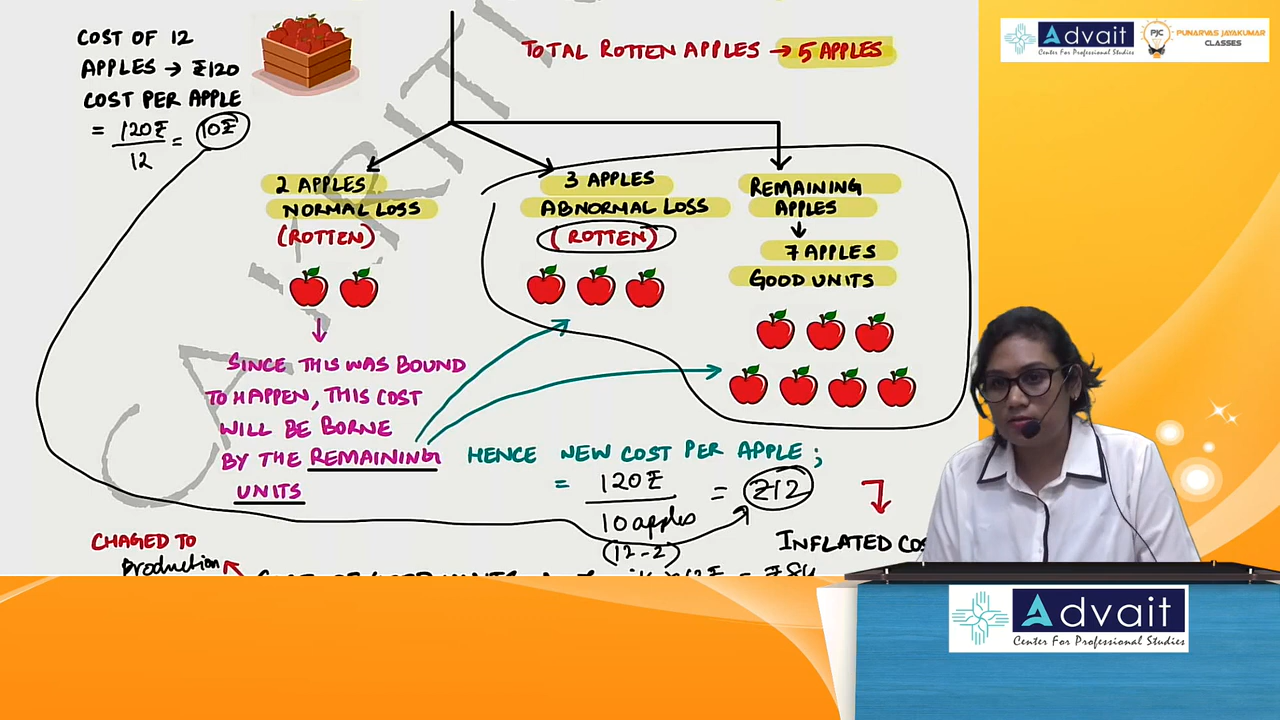 COST OF 12
APPLES → ₹120
COST PER APPLE
= 120₹ / 12 = 10₹
TOTAL ROTTEN APPLES → 5 APPLES
2 APPLES
NORMAL LOSS
(ROTTEN)
3 APPLES
ABNORMAL LOSS
(ROTTEN)
REMAINING
APPLES
↓
7 APPLES
GOOD UNITS
↓
SINCE THIS WAS BOUND
TO HAPPEN, THIS COST
WILL BE BORNE
BY THE REMAINING
UNITS
HENCE NEW COST PER APPLE ;
= 120₹ / 10 apples = ₹12
(12-2)
INFLATED COS
CHAGED TO
Production
Advait
Center For Professional Studies
PJC
PUNARVAS JAYAKUMAR
CLASSES
Advait
Center For Professional Studies